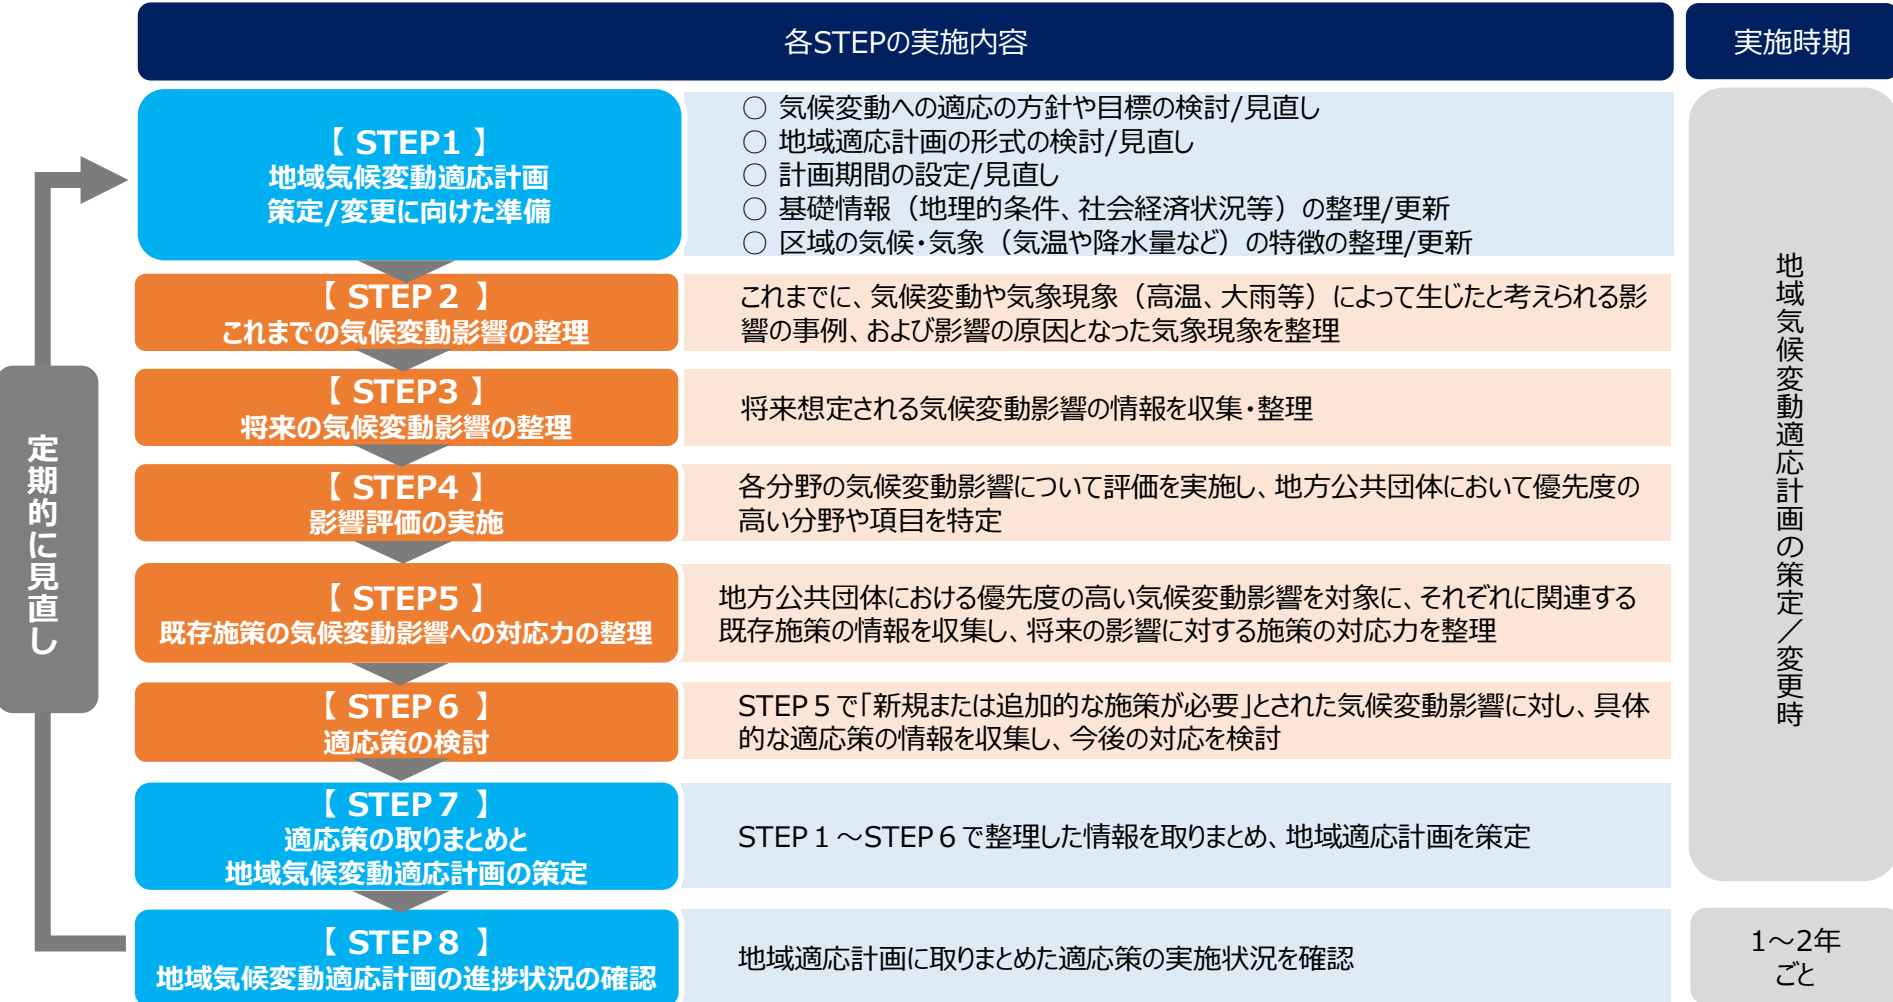 各STEPの実施内容
実施時期
【 STEP1 】
地域気候変動適応計画
策定/変更に向けた準備
○ 気候変動への適応の方針や目標の検討/見直し
○ 地域適応計画の形式の検討/見直し
○ 計画期間の設定/見直し
○ 基礎情報（地理的条件、社会経済状況等）の整理/更新
○ 区域の気候・気象（気温や降水量など）の特徴の整理/更新
【 STEP２ 】
これまでの気候変動影響の整理
これまでに、気候変動や気象現象（高温、大雨等）によって生じたと考えられる影
響の事例、および影響の原因となった気象現象を整理
【 STEP3 】
将来の気候変動影響の整理
将来想定される気候変動影響の情報を収集・整理
【 STEP4 】
影響評価の実施
各分野の気候変動影響について評価を実施し、地方公共団体において優先度の
高い分野や項目を特定
【 STEP5 】
既存施策の気候変動影響への対応力の整理
地方公共団体における優先度の高い気候変動影響を対象に、それぞれに関連する
既存施策の情報を収集し、将来の影響に対する施策の対応力を整理
【 STEP６ 】
適応策の検討
STEP５で「新規または追加的な施策が必要」とされた気候変動影響に対し、具体
的な適応策の情報を収集し、今後の対応を検討
【 STEP７ 】
適応策の取りまとめと
地域気候変動適応計画の策定
STEP１～STEP６で整理した情報を取りまとめ、地域適応計画を策定
【 STEP８ 】
地域気候変動適応計画の進捗状況の確認
地域適応計画に取りまとめた適応策の実施状況を確認
定期的に見直し
地域気候変動適応計画の策定／変更時
1～2年
ごと